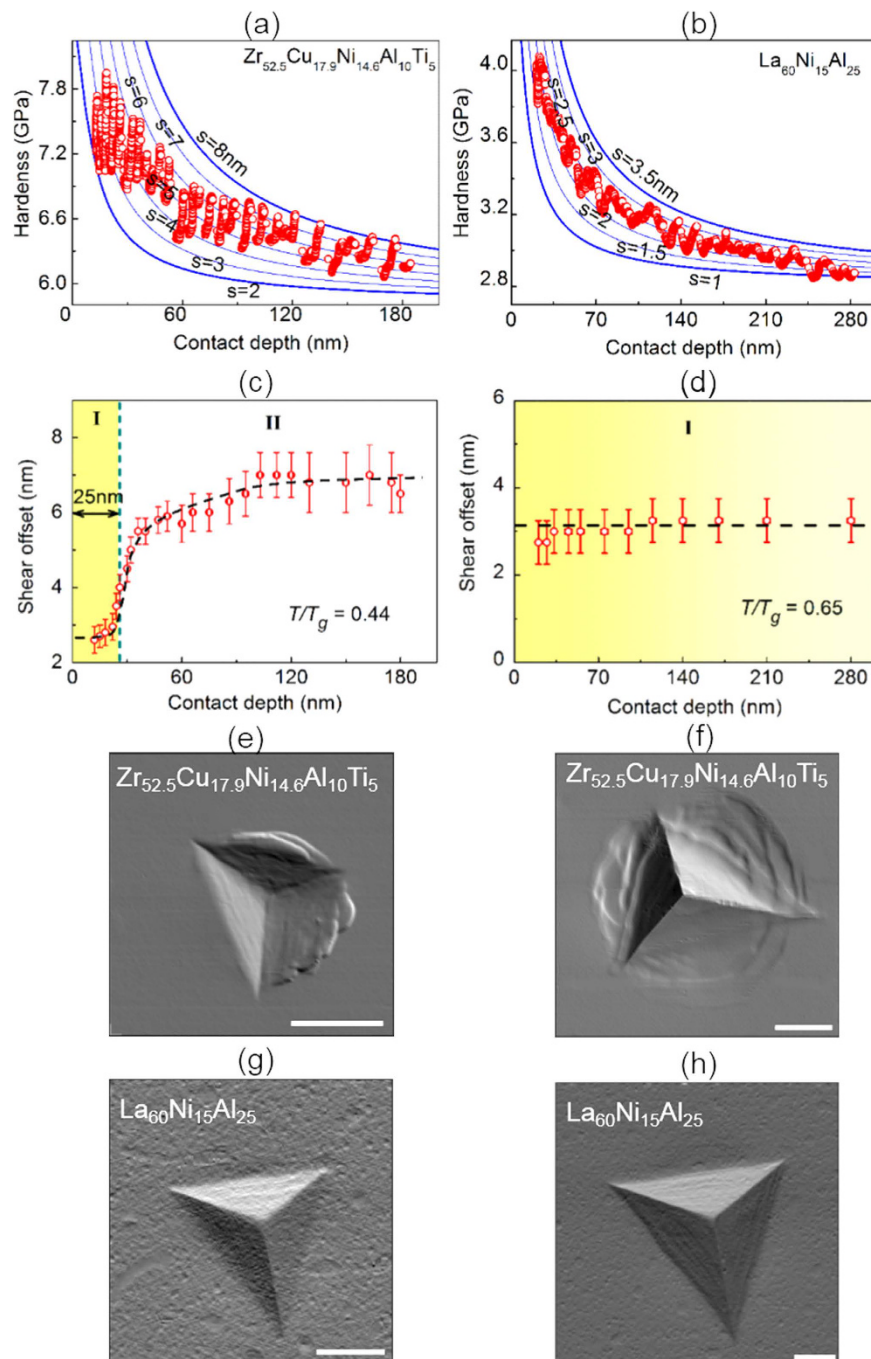 (a)
(b)
Zr52.5Cu17.9Ni14.6Al10Ti5
La60Ni15Al25
Hardness (GPa)
7.8
7.2
6.6
6.0
s=8nm
s=7
s=6
s=5
s=4
s=3
s=2
0 60 120 180
Contact depth (nm)
Hardness (GPa)
4.0
3.6
3.2
2.8
s=3.5nm
s=3
s=2.5
s=2
s=1.5
s=1
0 70 140 210 280
Contact depth (nm)
(c)
(d)
Shear offset (nm)
8
6
4
2
I
II
25nm
T/Tg = 0.44
0 60 120 180
Contact depth (nm)
Shear offset (nm)
6
4
2
0
I
T/Tg = 0.65
0 70 140 210 280
Contact depth (nm)
(e)
(f)
Zr52.5Cu17.9Ni14.6Al10Ti5
Zr52.5Cu17.9Ni14.6Al10Ti5
(g)
(h)
La60Ni15Al25
La60Ni15Al25